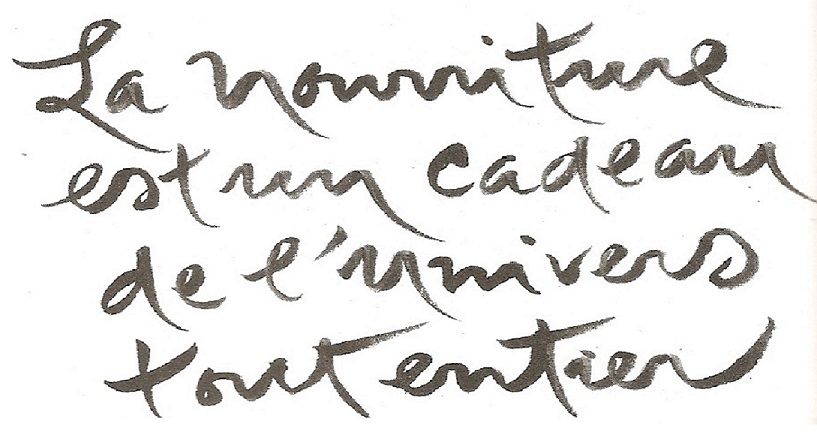 La nourriture
est un cadeau
de l'univers
tout entier